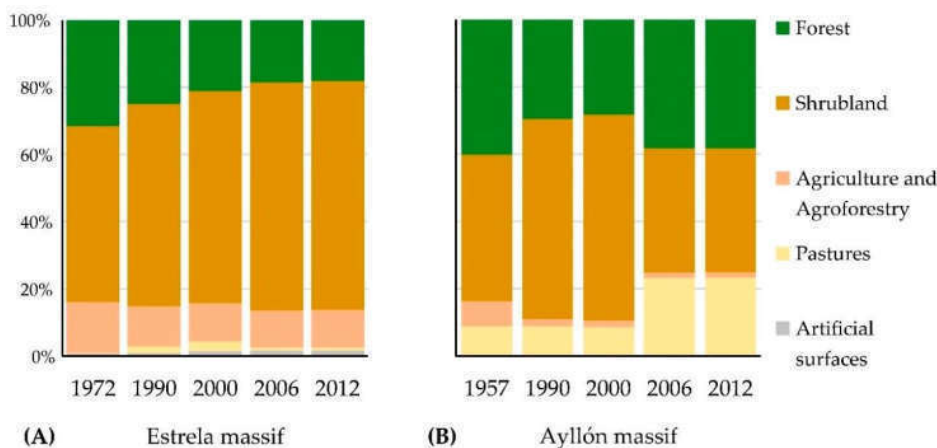 100%
80%
60%
40%
20%
0%
1972 1990 2000 2006 2012
(A) Estrela massif
1957 1990 2000 2006 2012
(B) Ayllón massif
Forest
Shrubland
Agriculture and
Agroforestry
Pastures
Artificial
surfaces